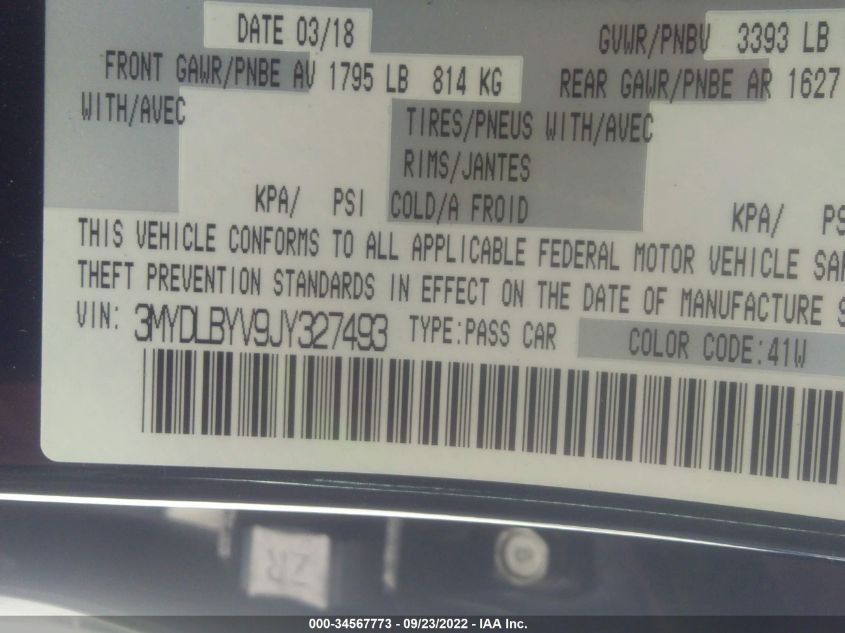 DATE 03/18 GVWR/PNBV 3393 LB
FRONT GAWR/PNBE AV 1795 LB 814 KG REAR GAWR/PNBE AR 1627
WITH/AVEC TIRES/PNEUS WITH/AVEC
RIMS/JANTES
KPA/ PSI COLD/A FROID KPA/ PS
THIS VEHICLE CONFORMS TO ALL APPLICABLE FEDERAL MOTOR VEHICLE SAF
THEFT PREVENTION STANDARDS IN EFFECT ON THE DATE OF MANUFACTURE S
VIN: 3MYDLBYV9JY327493 TYPE:PASS CAR COLOR CODE:41W
ZR
000-34567773 - 09/23/2022 - IAA Inc.